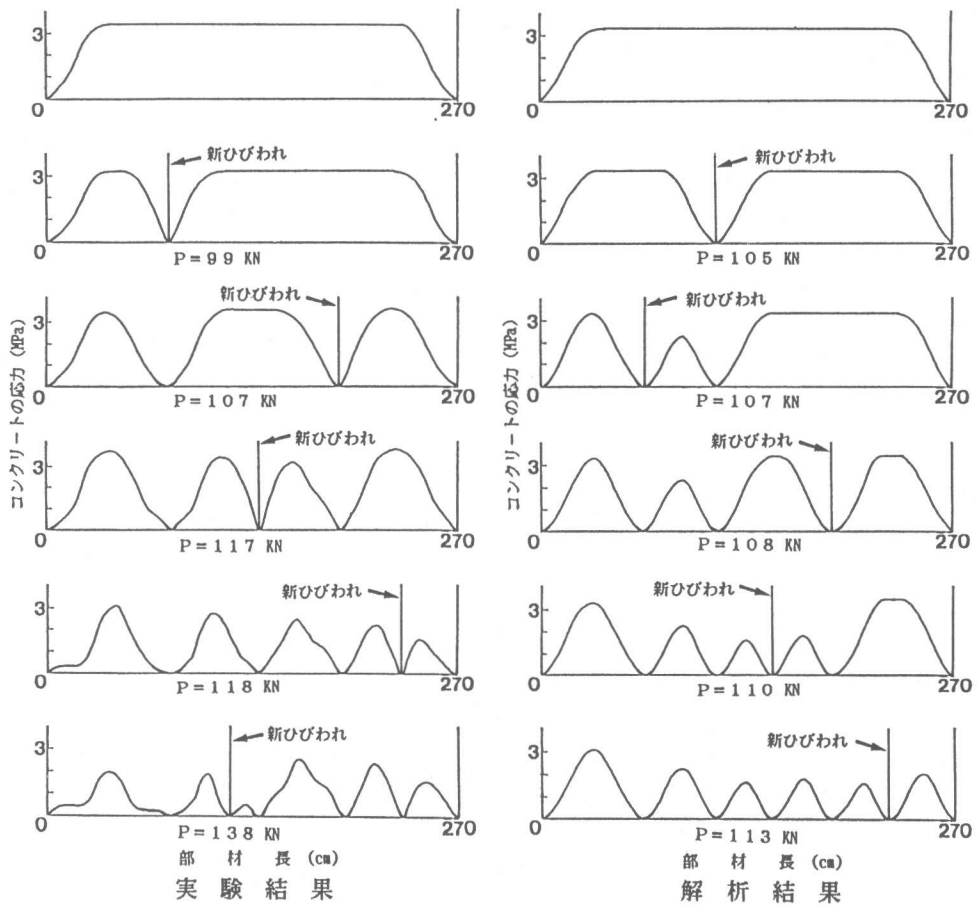 3
0
270
3
0
270
新ひびわれ
3
0
270
P=99 KN
新ひびわれ
3
0
270
P=105 KN
新ひびわれ
3
0
270
P=107 KN
新ひびわれ
3
0
270
P=107 KN
新ひびわれ
3
0
270
P=117 KN
新ひびわれ
3
0
270
P=108 KN
新ひびわれ
3
0
270
P=118 KN
新ひびわれ
3
0
270
P=110 KN
新ひびわれ
3
0
270
P=138 KN
新ひびわれ
3
0
270
P=113 KN
コンクリートの応力 (MPa)
コンクリートの応力 (MPa)
部材長 (cm)
部材長 (cm)
実験結果
解析結果